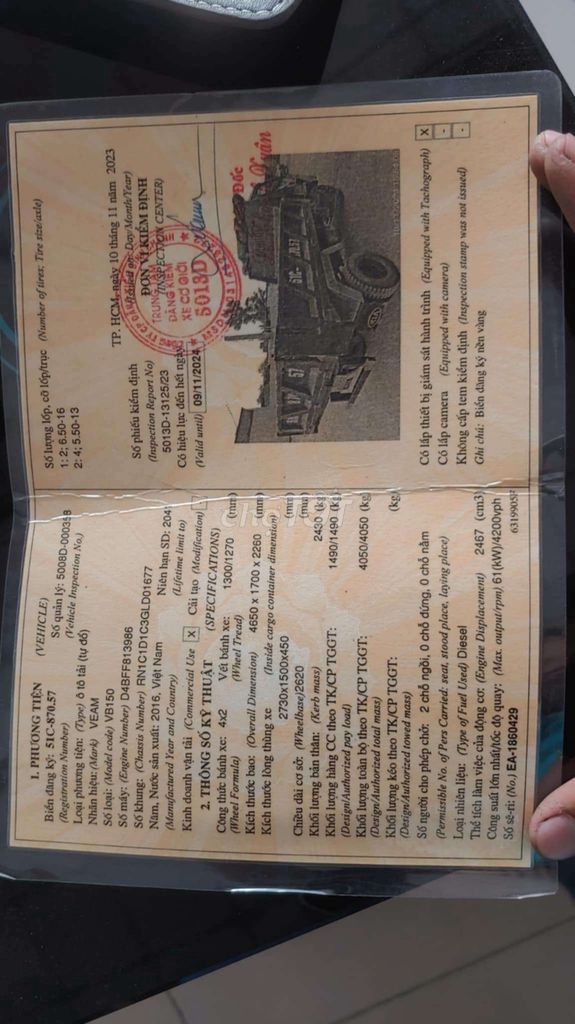 1. PHƯƠNG TIỆN (VEHICLE)
Biển đăng ký: 51C-870.57 Số quản lý: 5008D-000358
(Registration Number) (Vehicle Inspection No.)
Loại phương tiện: (Type) ô tô tải (tự đổ)
Nhãn hiệu: (Mark) VEAM
Số loại: (Model code) VB150
Số máy: (Engine Number) D4BFF813986
Số khung: (Chassis Number) RN1C1D1C3GLD01677
Năm, Nước sản xuất: 2016, Việt Nam Niên hạn SD: 2041
(Manufactured Year and Country) (Lifetime limit to)
Kinh doanh vận tải (Commercial Use) X Cải tạo (Modification)
2. THÔNG SỐ KỸ THUẬT (SPECIFICATIONS)
Công thức bánh xe: 4x2 Vết bánh xe: 1300/1270 (mm)
(Wheel Formula) (Wheel Tread)
Kích thước bao: (Overall Dimension) 4650 x 1700 x 2260 (mm)
Kích thước lòng thùng xe (Inside cargo container dimension)
2730x1500x450 (mm)
Chiều dài cơ sở: (Wheelbase) 2620 (mm)
Khối lượng bản thân: (Kerb mass) 2430 (kg)
Khối lượng hàng CC theo TK/CP TGGT: 1490/1490 (kg)
(Design/Authorized pay load)
Khối lượng toàn bộ theo TK/CP TGGT: 4050/4050 (kg)
(Design/Authorized total mass)
Khối lượng kéo theo TK/CP TGGT: (kg)
(Design/Authorized towed mass)
Số người cho phép chở: 2 chỗ ngồi, 0 chỗ đứng, 0 chỗ nằm
(Permissible No. of Pers Carried: seat, stood place, laying place)
Loại nhiên liệu: (Type of Fuel Used) Diesel
Thể tích làm việc của động cơ: (Engine Displacement) 2467 (cm3)
Công suất lớn nhất/tốc độ quay: (Max. output/rpm) 61(kW)/4200vph
Số sê-ri: (No.) EA-1860429
Số lượng lốp, cỡ lốp/trục (Number of tires; Tire size/axle)
1: 2; 6.50-16
2: 4; 5.50-13
TP. HCM, ngày 10 tháng 11 năm 2023
(Issued on: Day/Month/Year)
Số phiếu kiểm định ĐƠN VỊ KIỂM ĐỊNH
(Inspection Report No) (INSPECTION CENTER)
5013D-13125/23
Có hiệu lực đến hết ngày
(Valid until) 09/11/2024
TRUNG TÂM
ĐĂNG KIỂM
XE CƠ GIỚI
5013D
Đốc
Xuân
Có lắp thiết bị giám sát hành trình (Equipped with Tachograph) X
Có lắp camera (Equipped with camera) -
Không cấp tem kiểm định (Inspection stamp was not issued) -
Ghi chú: Biển đăng ký nền vàng
chợTỐT